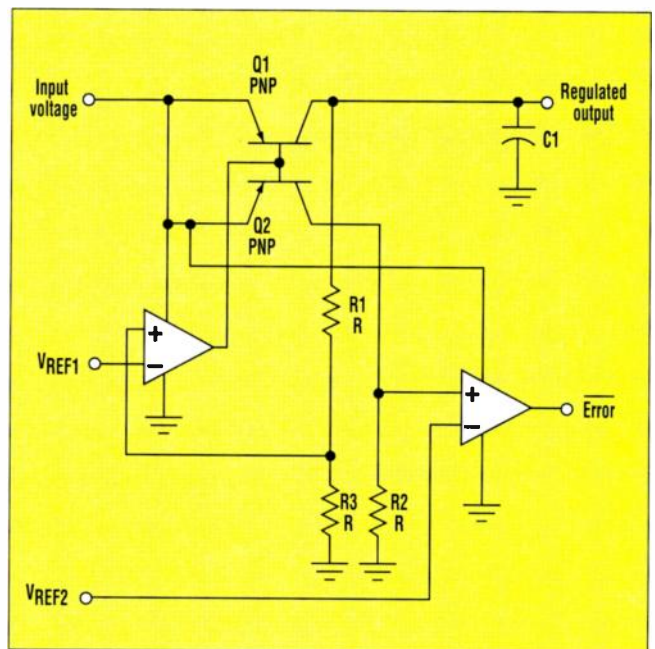 Q1
PNP
Input
voltage
Regulated
output
C1
Q2
PNP
R1
R
VREF1
+
−
+
−
Error
R3
R
R2
R
VREF2